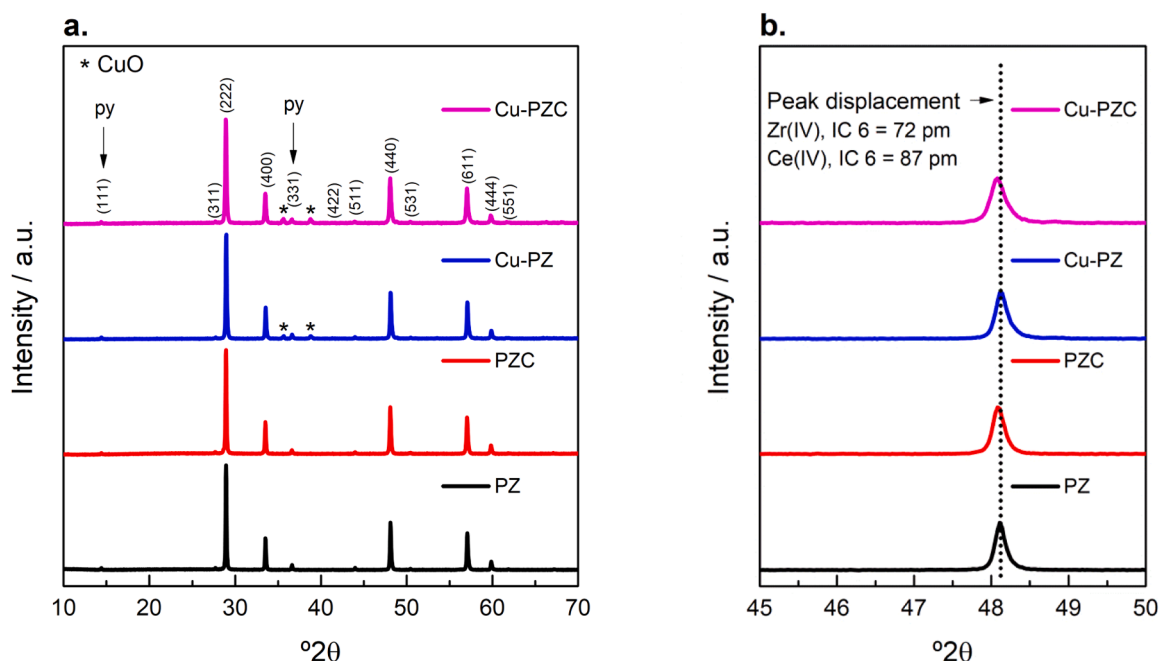 a.
* CuO
py
(222)
py
Cu-PZC
(111)
(311)
(400)
*
(331)
*
(422)
(511)
(440)
(531)
(611)
(444)
(551)
Cu-PZ
*
*
PZC
PZ
Intensity / a.u.
10 20 30 40 50 60 70
º2θ
b.
Peak displacement
Zr(IV), IC 6 = 72 pm
Ce(IV), IC 6 = 87 pm
Cu-PZC
Cu-PZ
PZC
PZ
Intensity / a.u.
45 46 47 48 49 50
º2θ